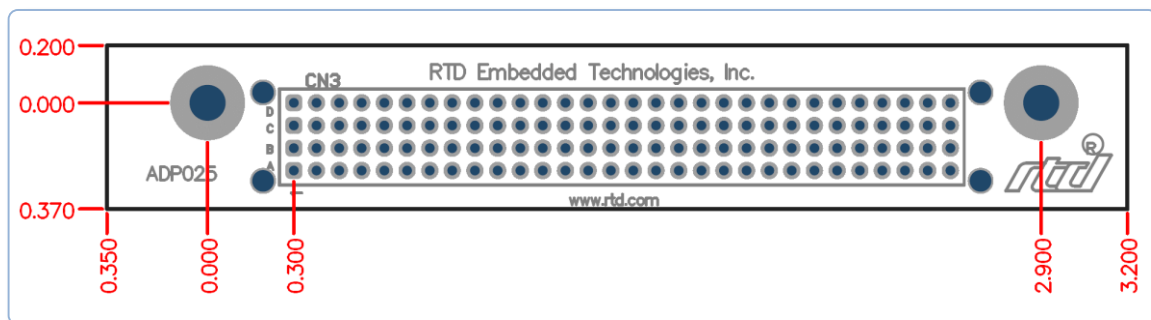 0.200
RTD Embedded Technologies, Inc.
CN3
0.000
D
C
B
A
ADP025
rtd®
1
www.rtd.com
0.370
0.350
0.000
0.300
2.900
3.200